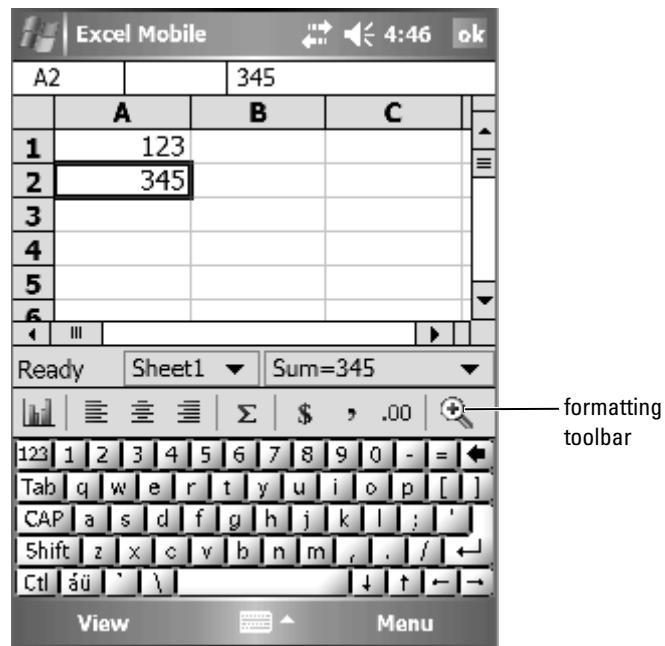 Excel Mobile 4:46 ok
A2 345
A B C
1 123
2 345
3
4
5
6
Ready Sheet1 Sum=345
Σ $ , .00
formatting
toolbar
123 1 2 3 4 5 6 7 8 9 0 - =
Tab q w e r t y u i o p [ ]
CAP a s d f g h j k l ; '
Shift z x c v b n m , . /
Ctl áü ` \
View Menu